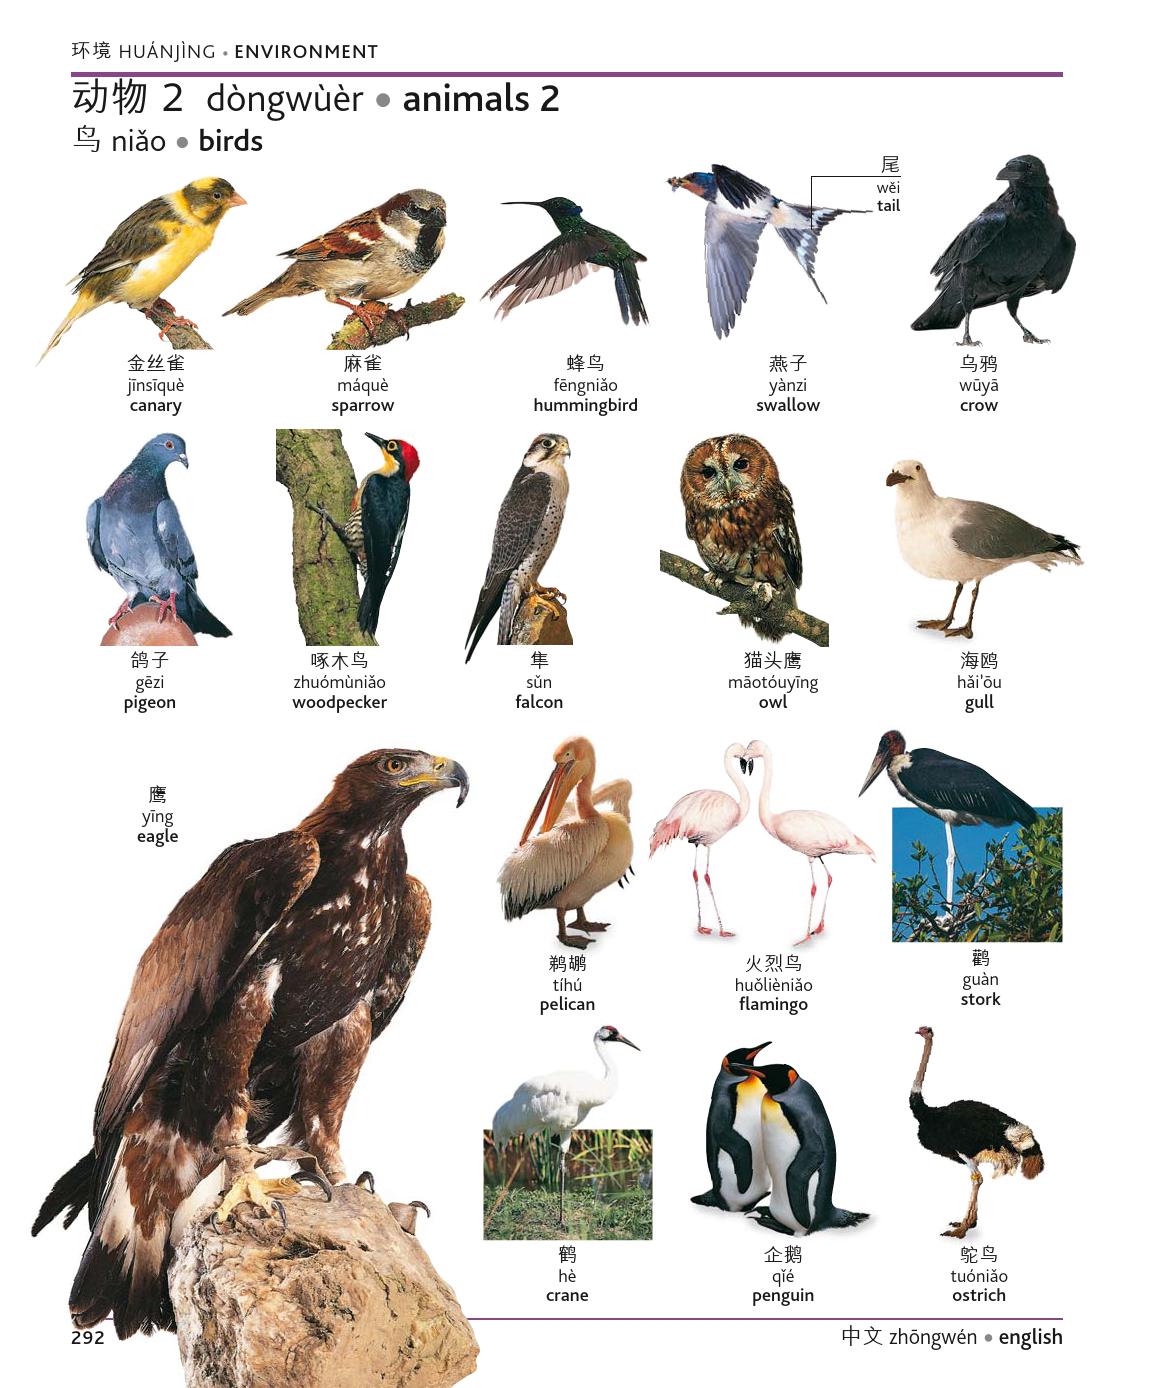 环境 HUÁNJÌNG • ENVIRONMENT
动物 2 dòngwùèr • animals 2
鸟 niǎo • birds
尾
wěi
tail
金丝雀
jīnsīquè
canary
麻雀
máquè
sparrow
蜂鸟
fēngniǎo
hummingbird
燕子
yànzi
swallow
乌鸦
wūyā
crow
鸽子
gēzi
pigeon
啄木鸟
zhuómùniǎo
woodpecker
隼
sǔn
falcon
猫头鹰
māotóuyīng
owl
海鸥
hǎi'ōu
gull
鹰
yīng
eagle
鹈鹕
tíhú
pelican
火烈鸟
huǒlièniǎo
flamingo
鹳
guàn
stork
鹤
hè
crane
企鹅
qǐé
penguin
鸵鸟
tuóniǎo
ostrich
292
中文 zhōngwén • english